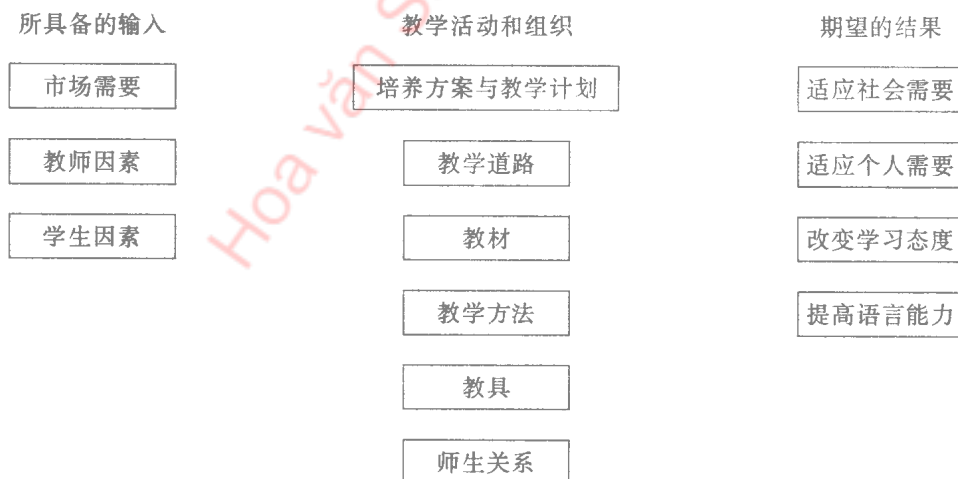 所具备的输入
教学活动和组织
期望的结果
市场需要
培养方案与教学计划
适应社会需要
教师因素
教学道路
适应个人需要
学生因素
教材
改变学习态度
教学方法
提高语言能力
教具
师生关系
Hoa văn S